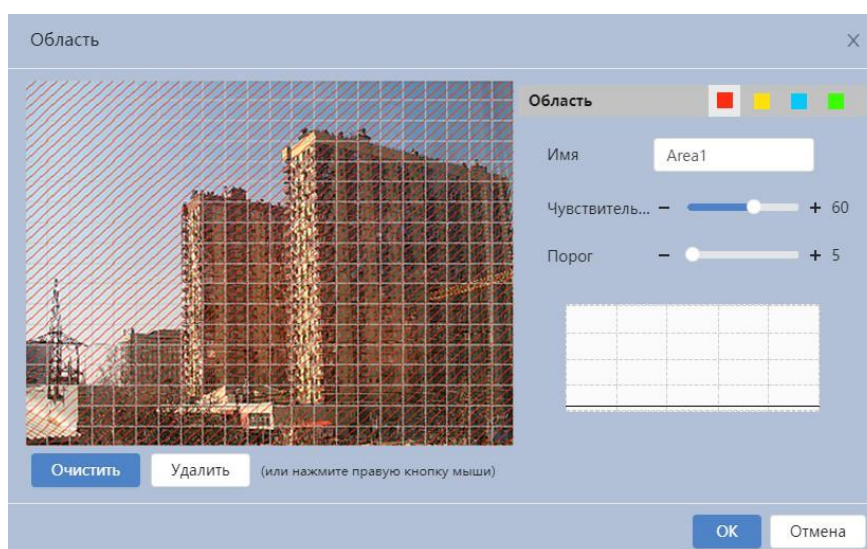 Область
X
Область
Имя
Area1
Чувствитель... − + 60
Порог − + 5
Очистить
Удалить
(или нажмите правую кнопку мыши)
OK
Отмена